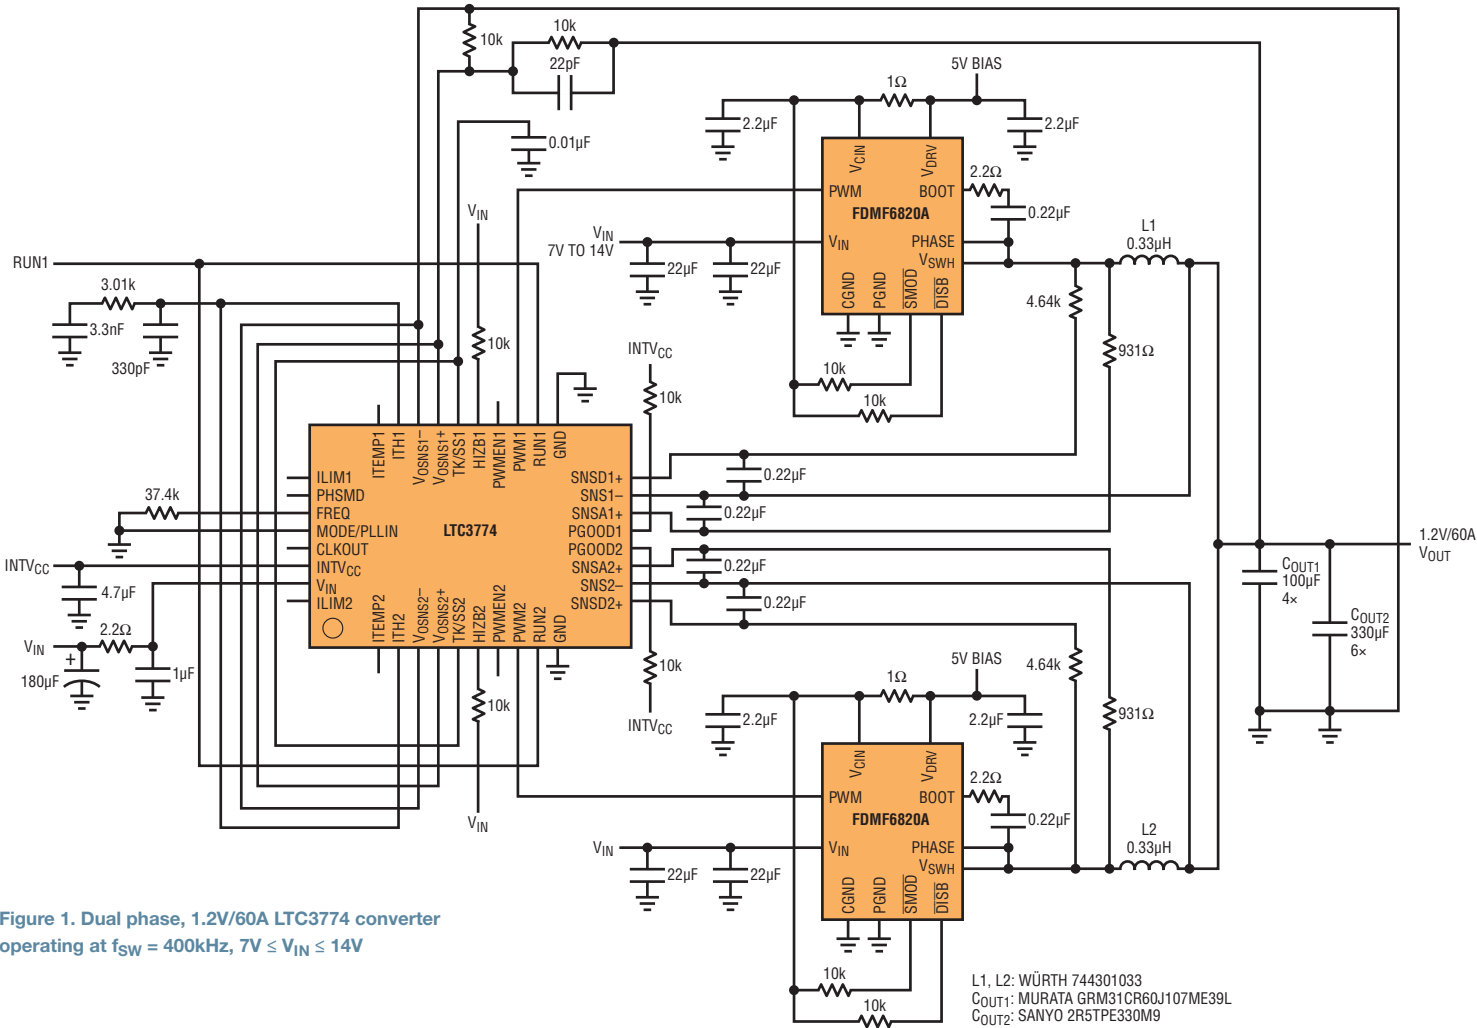 10k
10k
22pF
0.01µF
5V BIAS
1Ω
2.2µF
2.2µF
VCIN
VDRV
PWM
BOOT
FDMF6820A
2.2Ω
0.22µF
VIN
7V TO 14V
VIN
PHASE
VSWH
22µF
22µF
CGND
PGND
SMOD
DISB
L1
0.33µH
4.64k
931Ω
10k
10k
RUN1
3.01k
3.3nF
330pF
VIN
10k
INTVCC
10k
ITEMP1
ITH1
VOSNS1–
VOSNS1+
TK/SS1
HIZB1
PWMEN1
PWM1
RUN1
GND
ILIM1
PHSMD
FREQ
MODE/PLLIN
CLKOUT
INTVCC
VIN
ILIM2
LTC3774
SNSD1+
SNS1–
SNSA1+
PGOOD1
PGOOD2
SNSA2+
SNS2–
SNSD2+
ITEMP2
ITH2
VOSNS2–
VOSNS2+
TK/SS2
HIZB2
PWMEN2
PWM2
RUN2
GND
37.4k
INTVCC
4.7µF
VIN
2.2Ω
+
180µF
1µF
0.22µF
0.22µF
0.22µF
0.22µF
10k
INTVCC
10k
VIN
1.2V/60A
VOUT
COUT1
100µF
4×
COUT2
330µF
6×
5V BIAS
1Ω
2.2µF
2.2µF
4.64k
931Ω
VCIN
VDRV
PWM
BOOT
FDMF6820A
2.2Ω
0.22µF
VIN
VIN
PHASE
VSWH
22µF
22µF
CGND
PGND
SMOD
DISB
L2
0.33µH
10k
10k
Figure 1. Dual phase, 1.2V/60A LTC3774 converter
operating at fSW = 400kHz, 7V ≤ VIN ≤ 14V
L1, L2: WÜRTH 744301033
COUT1: MURATA GRM31CR60J107ME39L
COUT2: SANYO 2R5TPE330M9